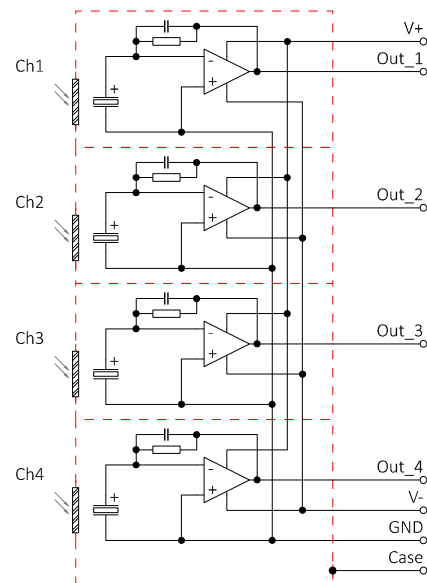 V+
Out_1
Ch1
+
-
+
Out_2
Ch2
+
-
+
Out_3
Ch3
+
-
+
Out_4
Ch4
+
-
+
V-
GND
Case